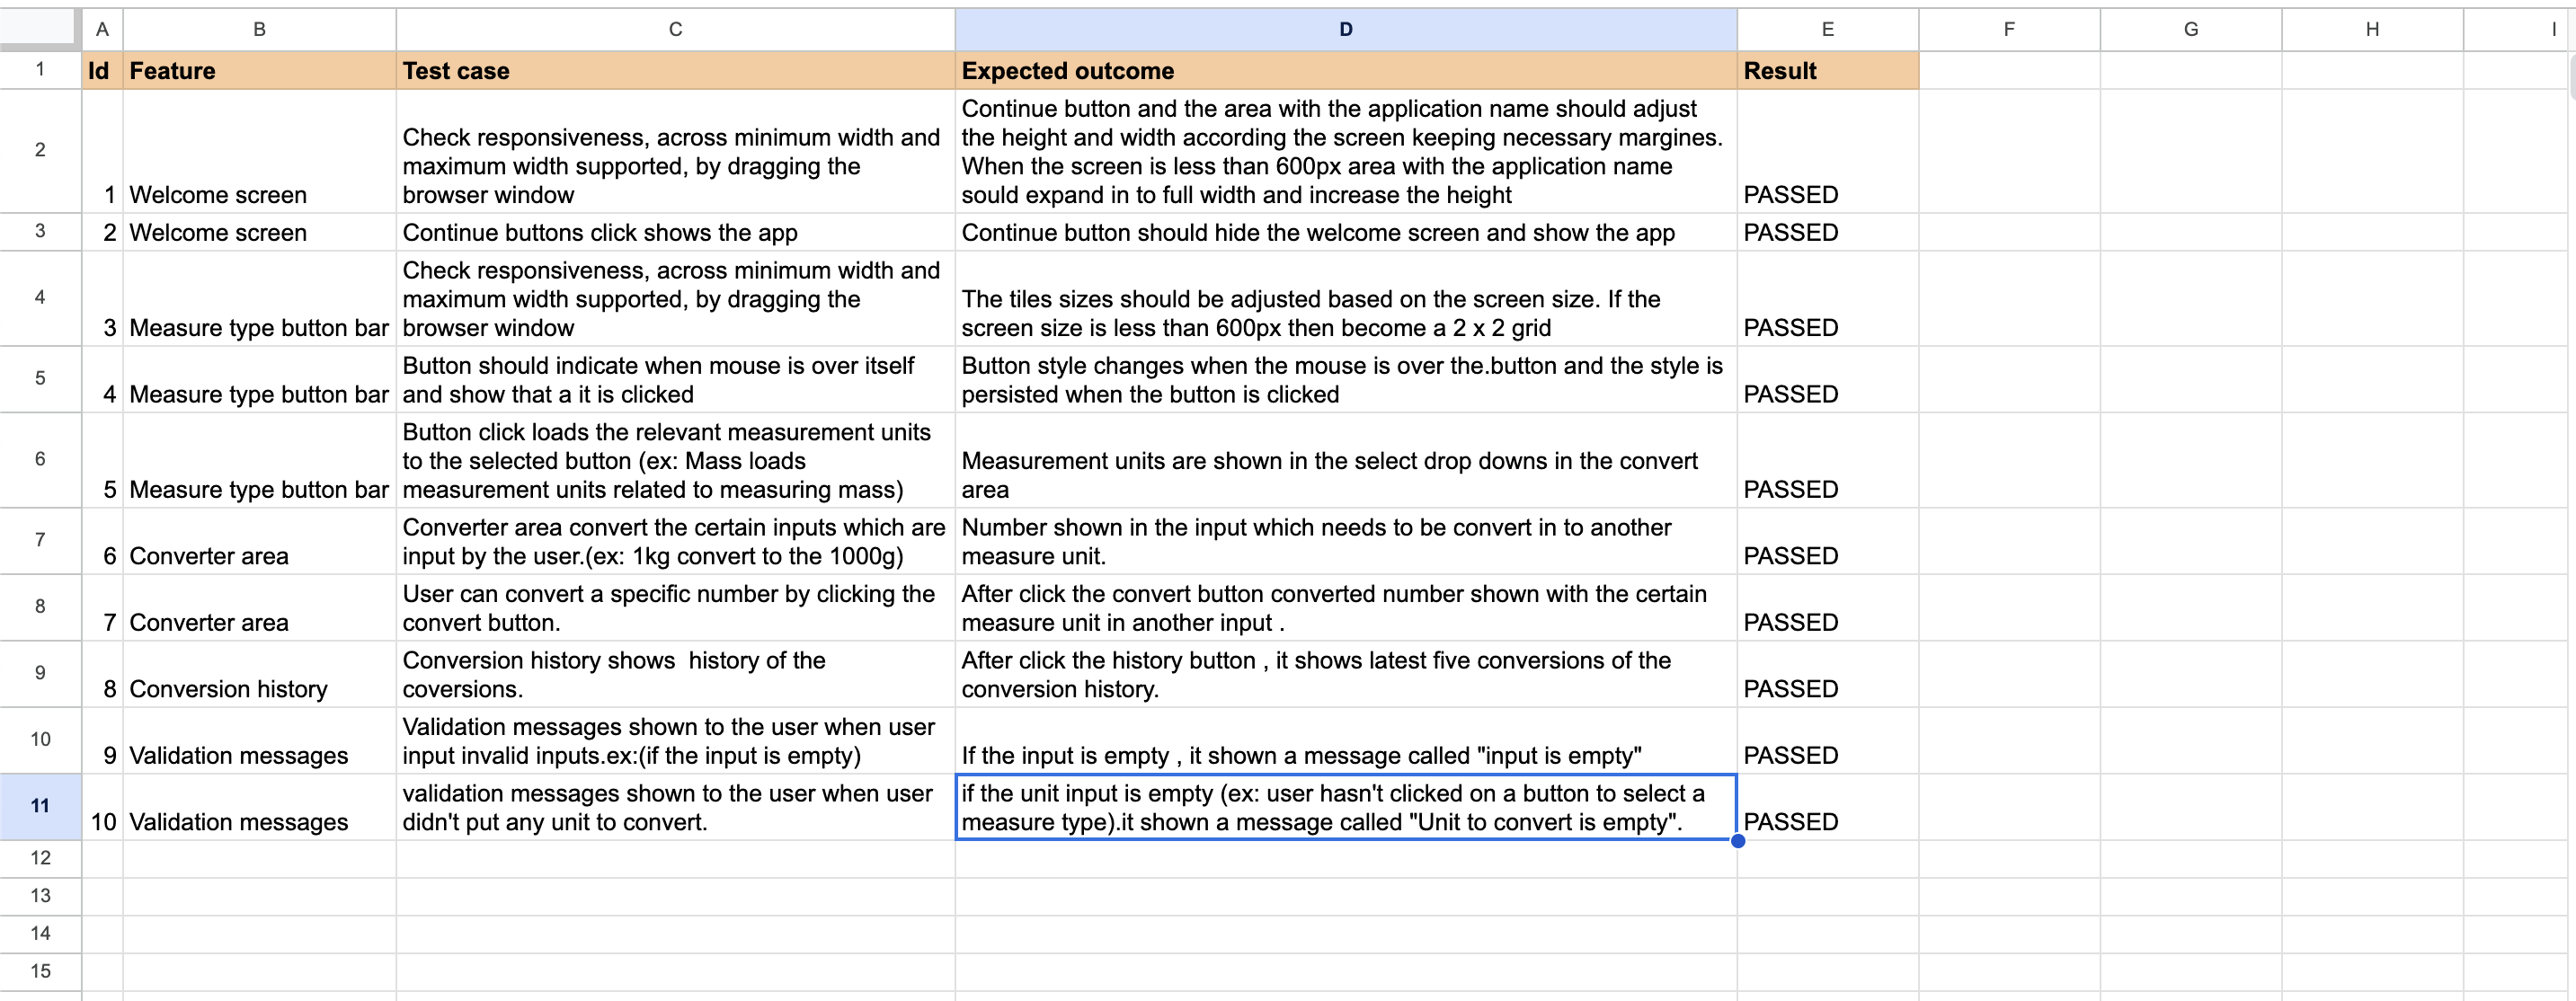 A B C D E F G H I
1 Id Feature Test case Expected outcome Result
Continue button and the area with the application name should adjust
Check responsiveness, across minimum width and the height and width according the screen keeping necessary margines.
2 maximum width supported, by dragging the When the screen is less than 600px area with the application name
1 Welcome screen browser window sould expand in to full width and increase the height PASSED
3 2 Welcome screen Continue buttons click shows the app Continue button should hide the welcome screen and show the app PASSED
Check responsiveness, across minimum width and
4 maximum width supported, by dragging the The tiles sizes should be adjusted based on the screen size. If the
3 Measure type button bar browser window screen size is less than 600px then become a 2 x 2 grid PASSED
5 Button should indicate when mouse is over itself Button style changes when the mouse is over the.button and the style is
4 Measure type button bar and show that a it is clicked persisted when the button is clicked PASSED
Button click loads the relevant measurement units
6 to the selected button (ex: Mass loads Measurement units are shown in the select drop downs in the convert
5 Measure type button bar measurement units related to measuring mass) area PASSED
7 Converter area convert the certain inputs which are Number shown in the input which needs to be convert in to another
6 Converter area input by the user.(ex: 1kg convert to the 1000g) measure unit. PASSED
8 User can convert a specific number by clicking the After click the convert button converted number shown with the certain
7 Converter area convert button. measure unit in another input . PASSED
9 Conversion history shows  history of the After click the history button , it shows latest five conversions of the
8 Conversion history coversions. conversion history. PASSED
10 Validation messages shown to the user when user
9 Validation messages input invalid inputs.ex:(if the input is empty) If the input is empty , it shown a message called "input is empty" PASSED
11 validation messages shown to the user when user if the unit input is empty (ex: user hasn't clicked on a button to select a
10 Validation messages didn't put any unit to convert. measure type).it shown a message called "Unit to convert is empty". PASSED
12
13
14
15